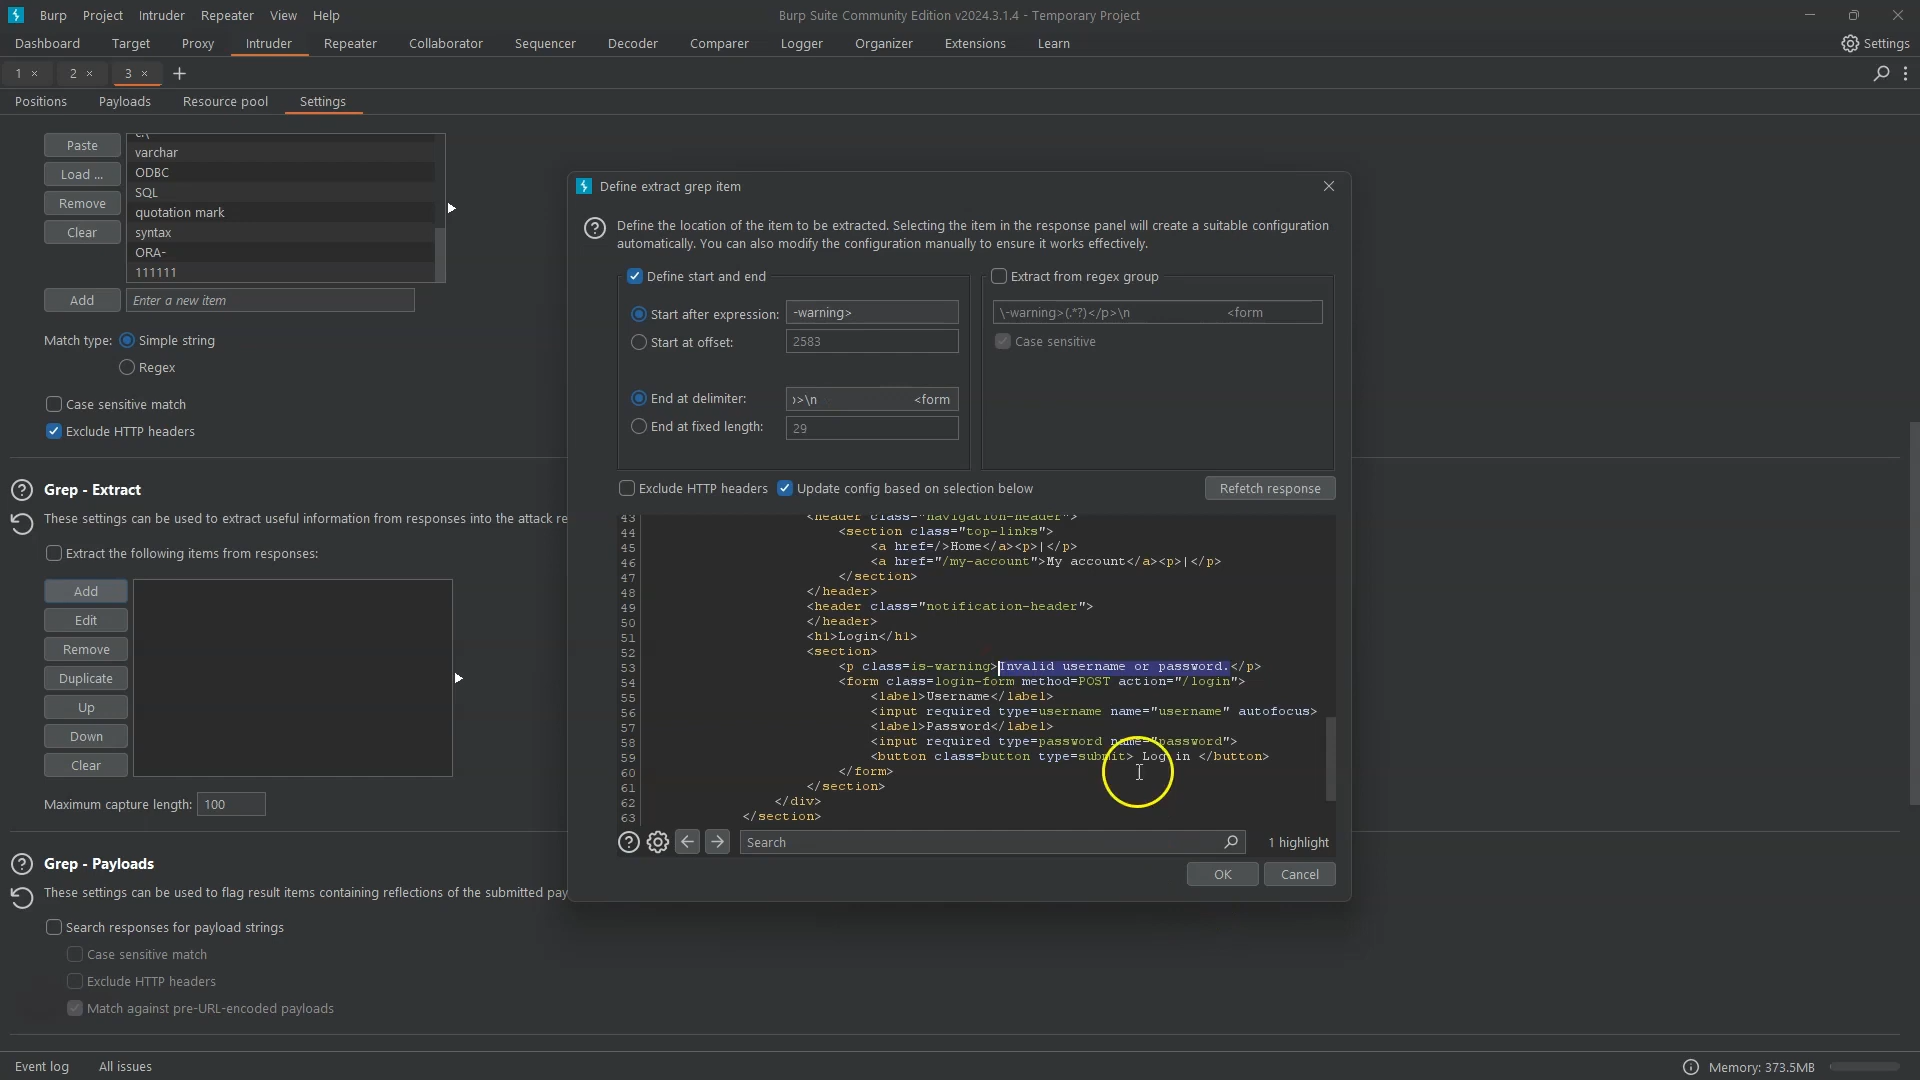 Burp Project Intruder Repeater View Help
Burp Suite Community Edition v2024.3.1.4 - Temporary Project
Dashboard Target Proxy Intruder Repeater Collaborator Sequencer Decoder Comparer Logger Organizer Extensions Learn Settings
1 × 2 × 3 × +
Positions Payloads Resource pool Settings
Paste
Load ...
Remove
Clear
varchar
ODBC
SQL
quotation mark
syntax
ORA-
111111
Add Enter a new item
Match type: Simple string
Regex
Case sensitive match
Exclude HTTP headers
Grep - Extract
These settings can be used to extract useful information from responses into the attack re
Extract the following items from responses:
Add
Edit
Remove
Duplicate
Up
Down
Clear
Maximum capture length: 100
Grep - Payloads
These settings can be used to flag result items containing reflections of the submitted pay
Search responses for payload strings
Case sensitive match
Exclude HTTP headers
Match against pre-URL-encoded payloads
Define extract grep item
Define the location of the item to be extracted. Selecting the item in the response panel will create a suitable configuration
automatically. You can also modify the configuration manually to ensure it works effectively.
Define start and end
Start after expression: -warning>
Start at offset: 2583
End at delimiter: >\n <form
End at fixed length: 29
Extract from regex group
\-warning>(.*?)</p>\n <form
Case sensitive
Exclude HTTP headers Update config based on selection below Refetch response
43 <header class="navigation-header">
44 <section class="top-links">
45 <a href=/>Home</a><p>|</p>
46 <a href="/my-account">My account</a><p>|</p>
47 </section>
48 </header>
49 <header class="notification-header">
50 </header>
51 <h1>Login</h1>
52 <section>
53 <p class=is-warning>Invalid username or password.</p>
54 <form class=login-form method=POST action="/login">
55 <label>Username</label>
56 <input required type=username name="username" autofocus>
57 <label>Password</label>
58 <input required type=password name="password">
59 <button class=button type=submit> Log in </button>
60 </form>
61 </section>
62 </div>
63 </section>
Search 1 highlight
OK Cancel
Event log All issues Memory: 373.5MB